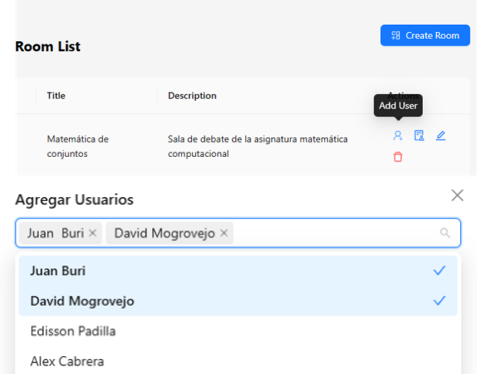 Create Room
Room List
Title Description Actions
Add User
Matemática de Sala de debate de la asignatura matemática
conjuntos computacional
Agregar Usuarios
Juan Buri × David Mogrovejo ×
Juan Buri
David Mogrovejo
Edisson Padilla
Alex Cabrera